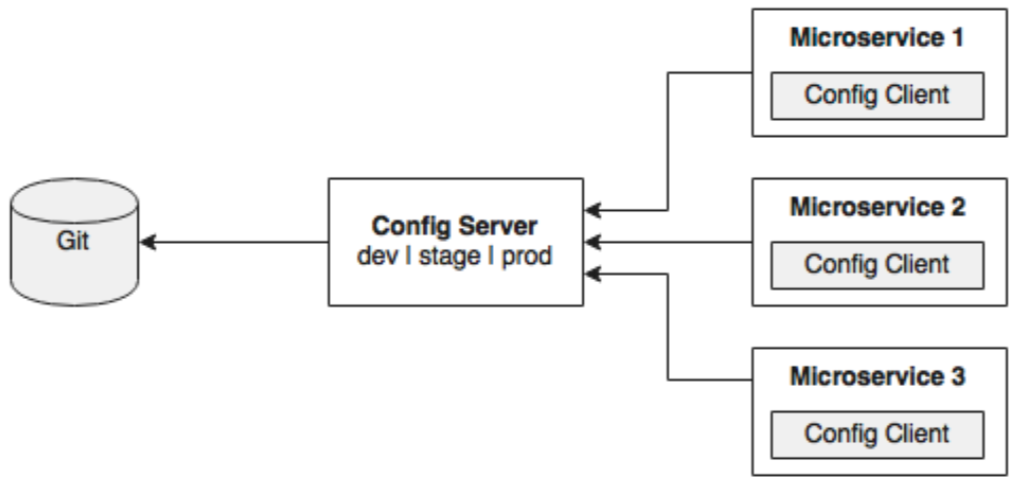 Microservice 1
Config Client
Git
Config Server
dev | stage | prod
Microservice 2
Config Client
Microservice 3
Config Client